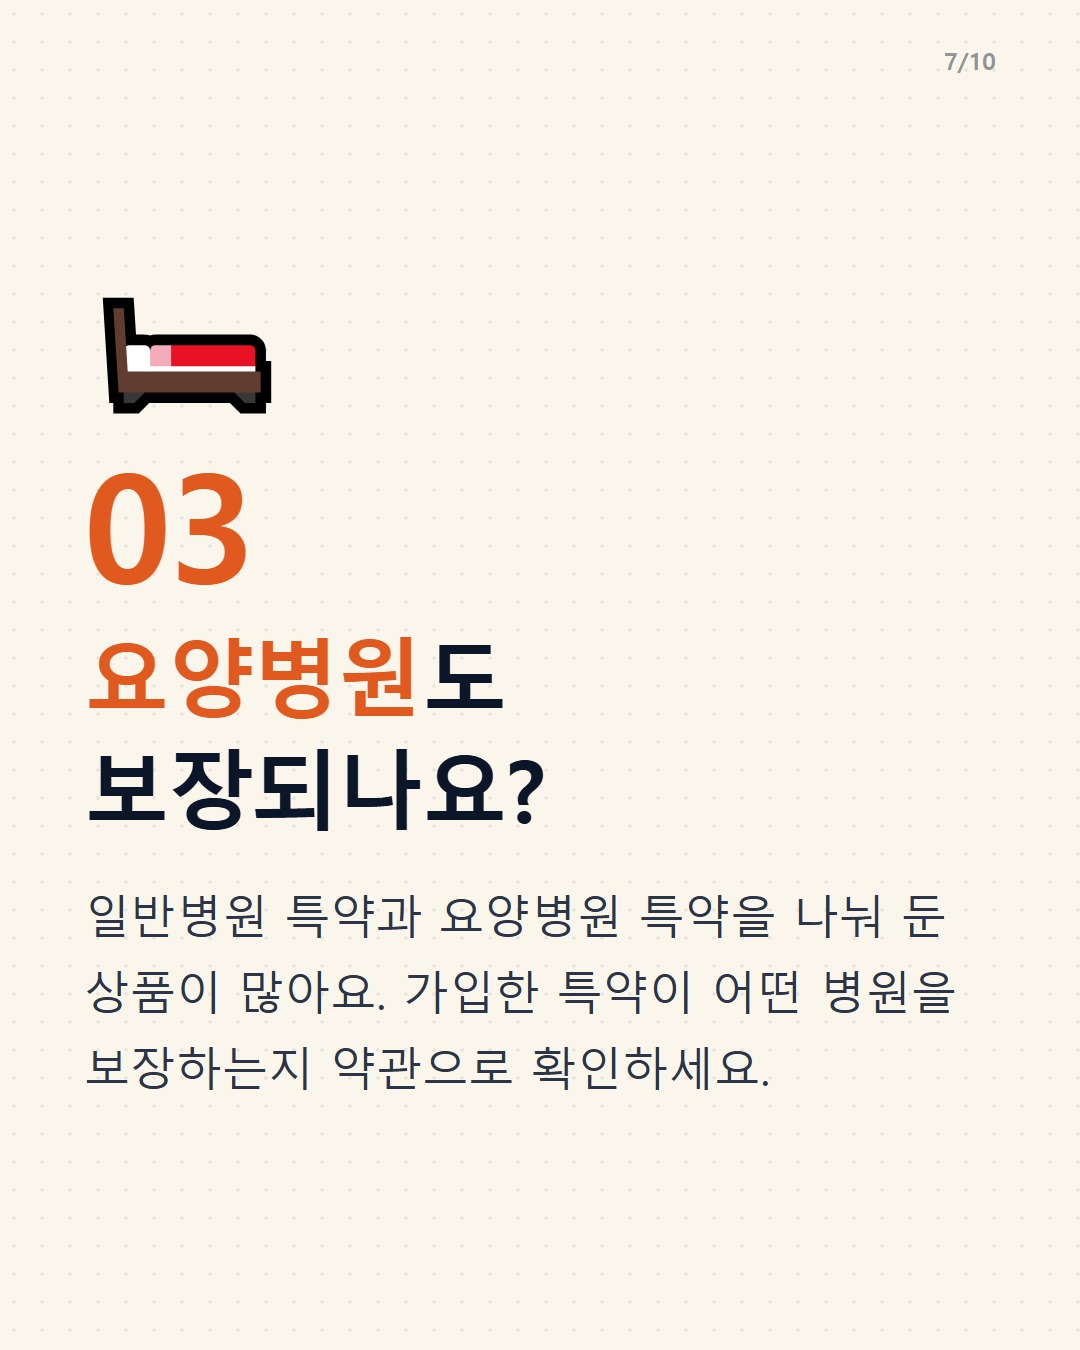 7/10
03
요양병원도
보장되나요?
일반병원 특약과 요양병원 특약을 나눠 둔
상품이 많아요. 가입한 특약이 어떤 병원을
보장하는지 약관으로 확인하세요.